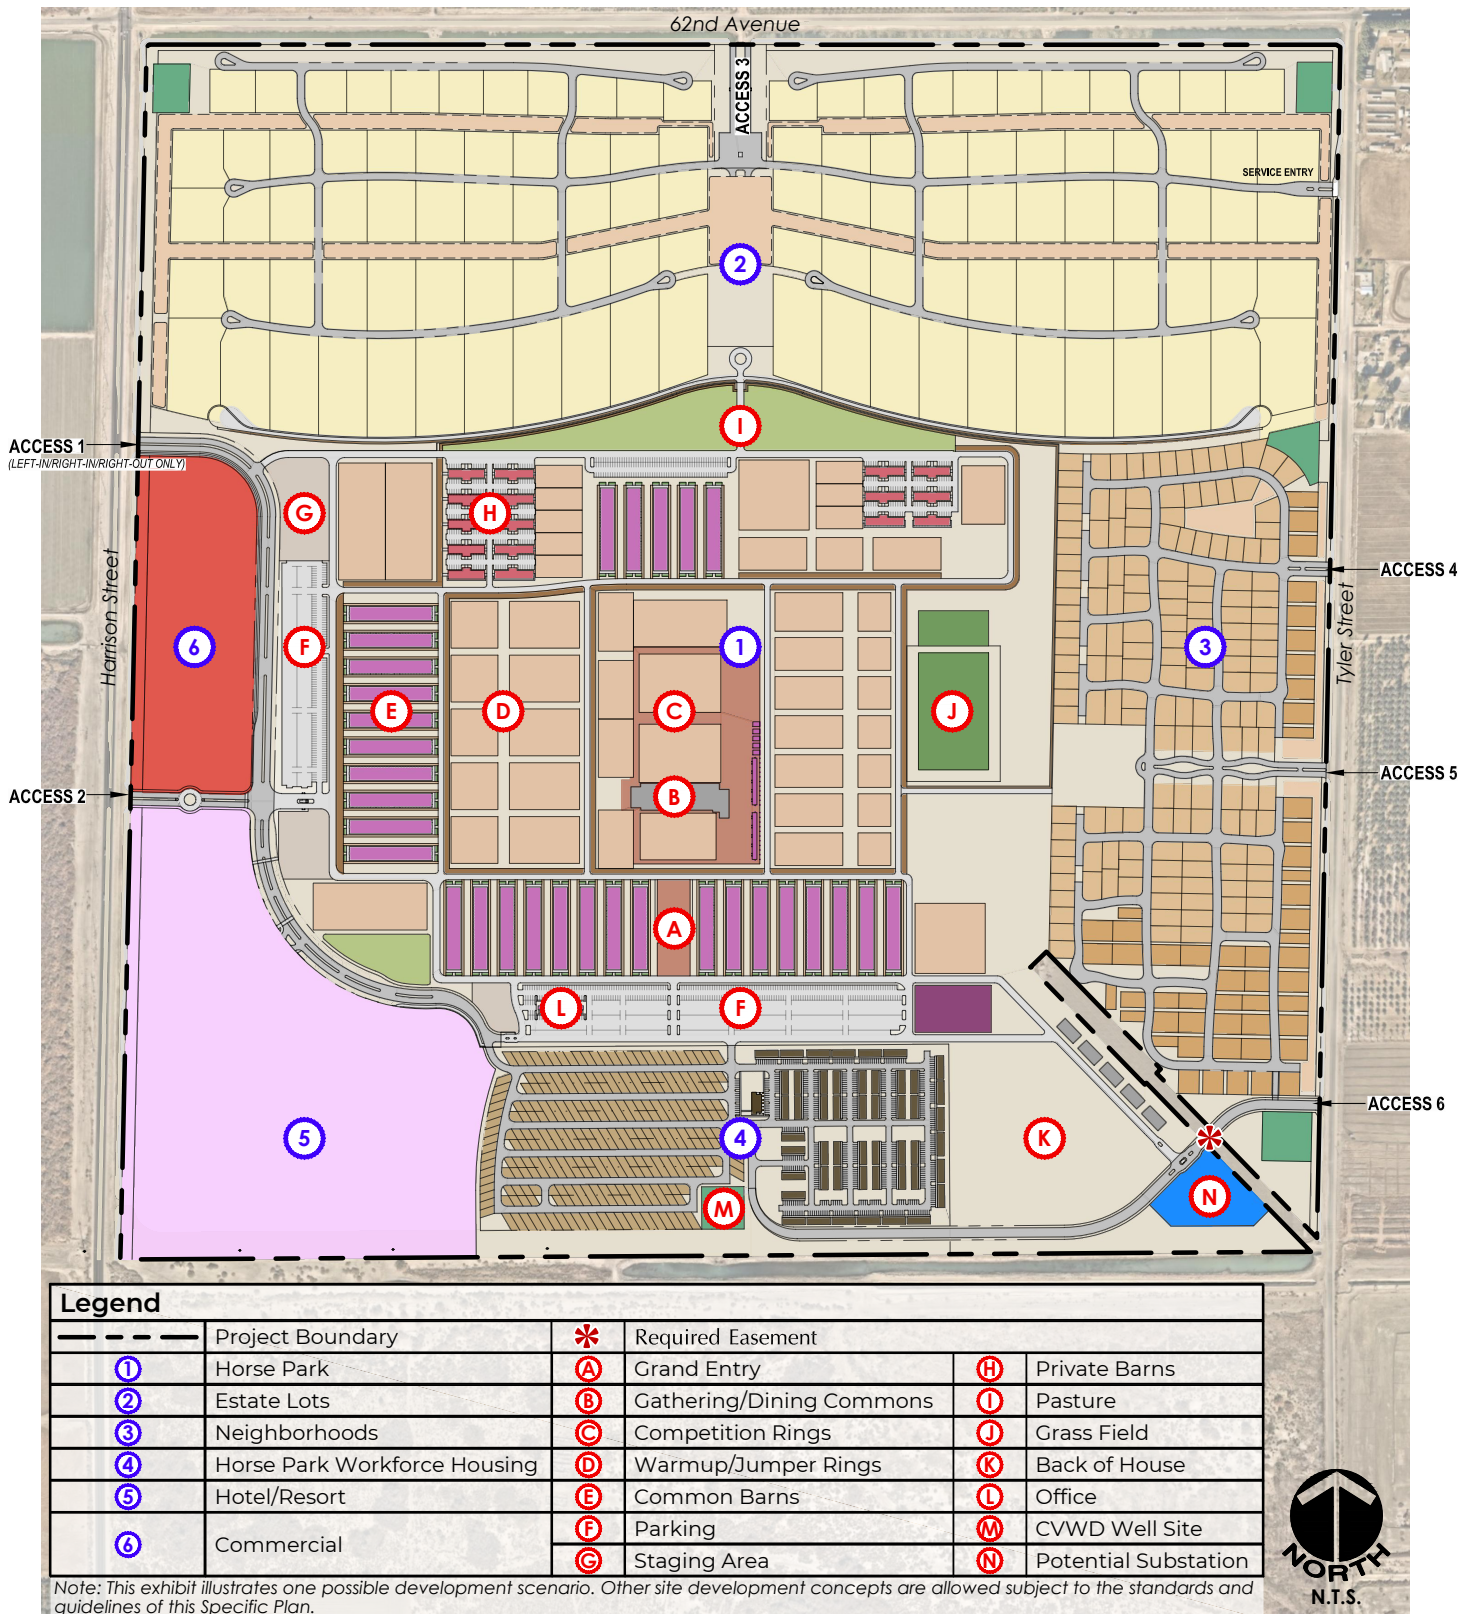 62nd Avenue
ACCESS 3
SERVICE ENTRY
2
ACCESS 1
(LEFT-IN/RIGHT-IN/RIGHT-OUT ONLY)
I
G
H
Harrison Street
ACCESS 4
Tyler Street
6
F
1
3
E
D
C
J
ACCESS 2
B
ACCESS 5
A
L
F
ACCESS 6
5
4
K
M
N
Legend
Project Boundary
Required Easement
1 Horse Park A Grand Entry H Private Barns
2 Estate Lots B Gathering/Dining Commons I Pasture
3 Neighborhoods C Competition Rings J Grass Field
4 Horse Park Workforce Housing D Warmup/Jumper Rings K Back of House
5 Hotel/Resort E Common Barns L Office
6 Commercial F Parking M CVWD Well Site
G Staging Area N Potential Substation
NORTH
N.T.S.
Note: This exhibit illustrates one possible development scenario. Other site development concepts are allowed subject to the standards and
guidelines of this Specific Plan.